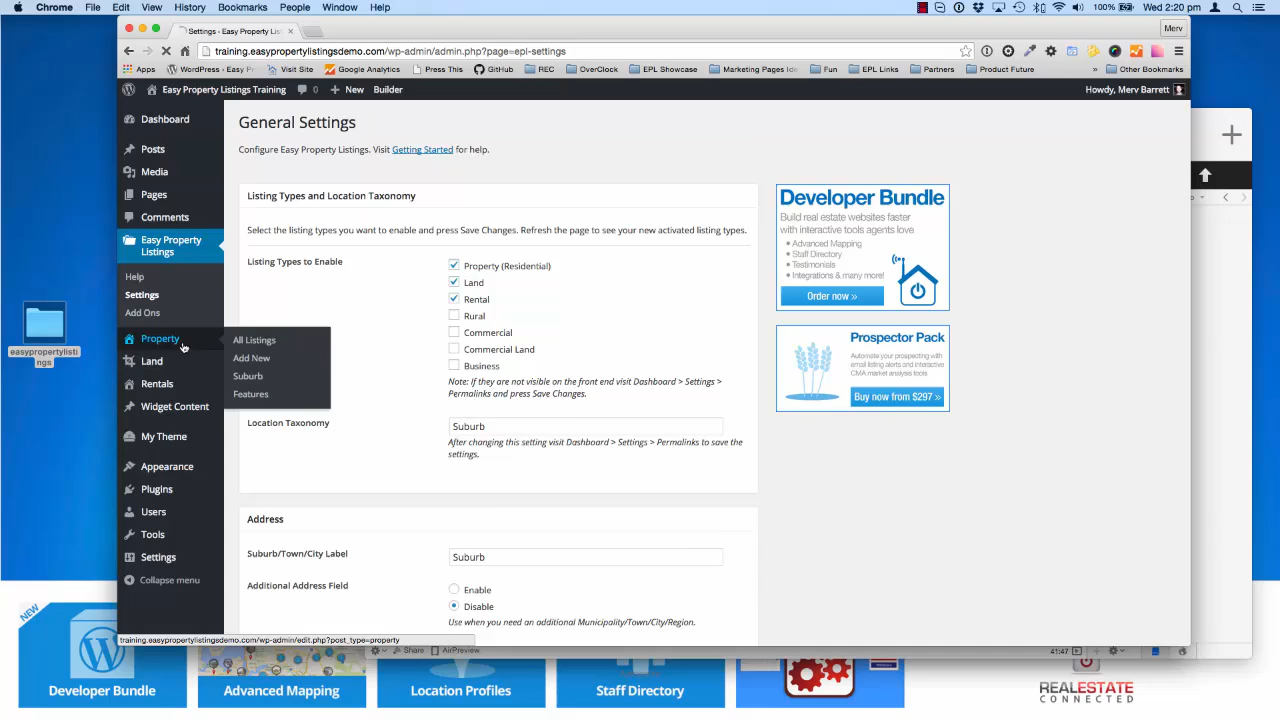 Chrome File Edit View History Bookmarks People Window Help
100% Wed 2:20 pm
Settings - Easy Property Lis
Merv
training.easypropertylistingsdemo.com/wp-admin/admin.php?page=epl-settings
Apps WordPress - Easy Pr Visit Site Google Analytics Press This GitHub REC OverClock EPL Showcase Marketing Pages Ide Fun EPL Links Partners Product Future » Other Bookmarks
Easy Property Listings Training 0 New Builder
Howdy, Merv Barrett
Dashboard
Posts
Media
Pages
Comments
Easy Property
Listings
Help
Settings
Add Ons
Property
Land
Rentals
Widget Content
My Theme
Appearance
Plugins
Users
Tools
Settings
Collapse menu
All Listings
Add New
Suburb
Features
General Settings
Configure Easy Property Listings. Visit Getting Started for help.
Listing Types and Location Taxonomy
Select the listing types you want to enable and press Save Changes. Refresh the page to see your new activated listing types.
Listing Types to Enable
Property (Residential)
Land
Rental
Rural
Commercial
Commercial Land
Business
Note: If they are not visible on the front end visit Dashboard > Settings >
Permalinks and press Save Changes.
Location Taxonomy
Suburb
After changing this setting visit Dashboard > Settings > Permalinks to save the
settings.
Address
Suburb/Town/City Label
Suburb
Additional Address Field
Enable
Disable
Use when you need an additional Municipality/Town/City/Region.
Developer Bundle
Build real estate websites faster
with interactive tools agents love
• Advanced Mapping
• Staff Directory
• Testimonials
• Integrations & many more!
Order now »
Prospector Pack
Automate your prospecting with
email listing alerts and interactive
CMA market analysis tools
Buy now from $297 »
easypropertylisti
ngs
training.easypropertylistingsdemo.com/wp-admin/edit.php?post_type=property
Share AirPreview
41:47
NEW
Developer Bundle
Advanced Mapping
Location Profiles
Staff Directory
REALESTATE
CONNECTED